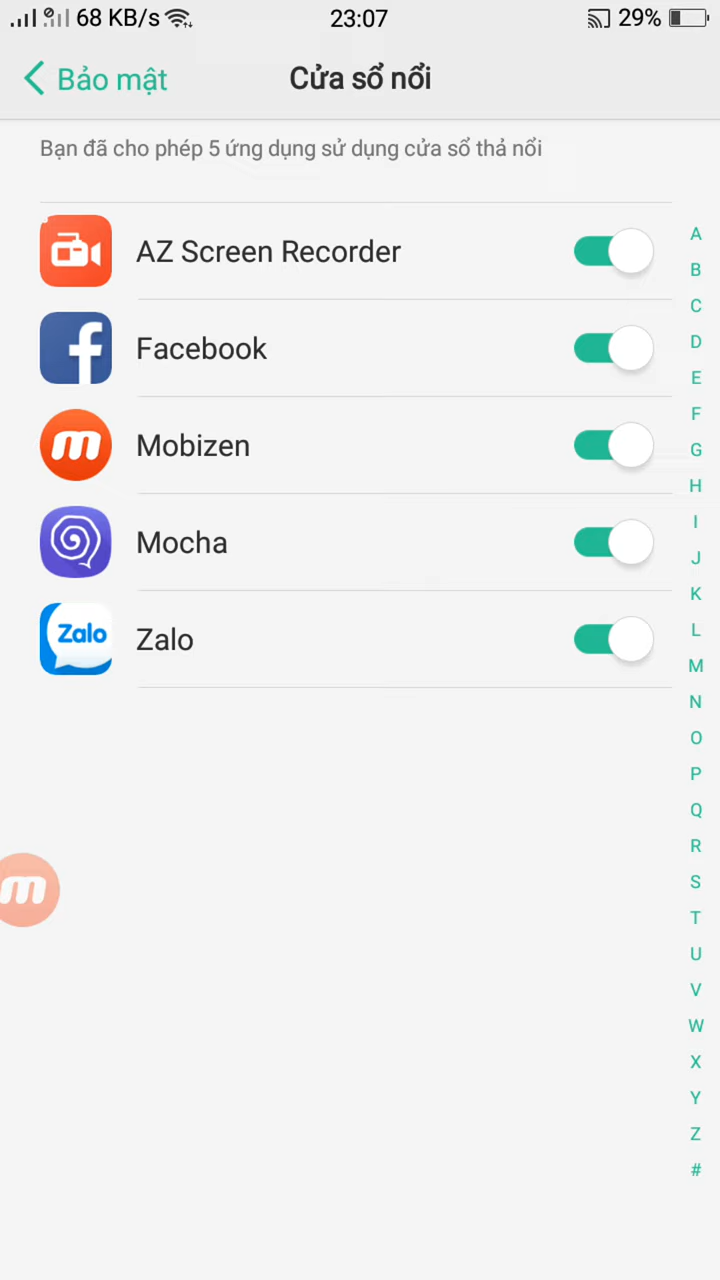 68 KB/s 23:07 29%
Bảo mật Cửa sổ nổi
Bạn đã cho phép 5 ứng dụng sử dụng cửa sổ thả nổi
AZ Screen Recorder
f Facebook
m Mobizen
Mocha
Zalo Zalo
m
A
B
C
D
E
F
G
H
I
J
K
L
M
N
O
P
Q
R
S
T
U
V
W
X
Y
Z
#